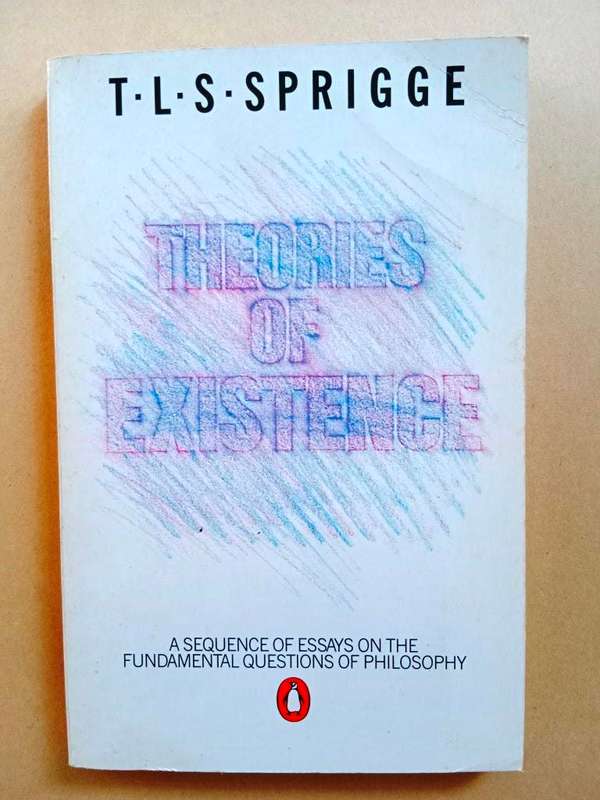 T·L·S·SPRIGGE
THEORIES
OF
EXISTENCE
A SEQUENCE OF ESSAYS ON THE
FUNDAMENTAL QUESTIONS OF PHILOSOPHY